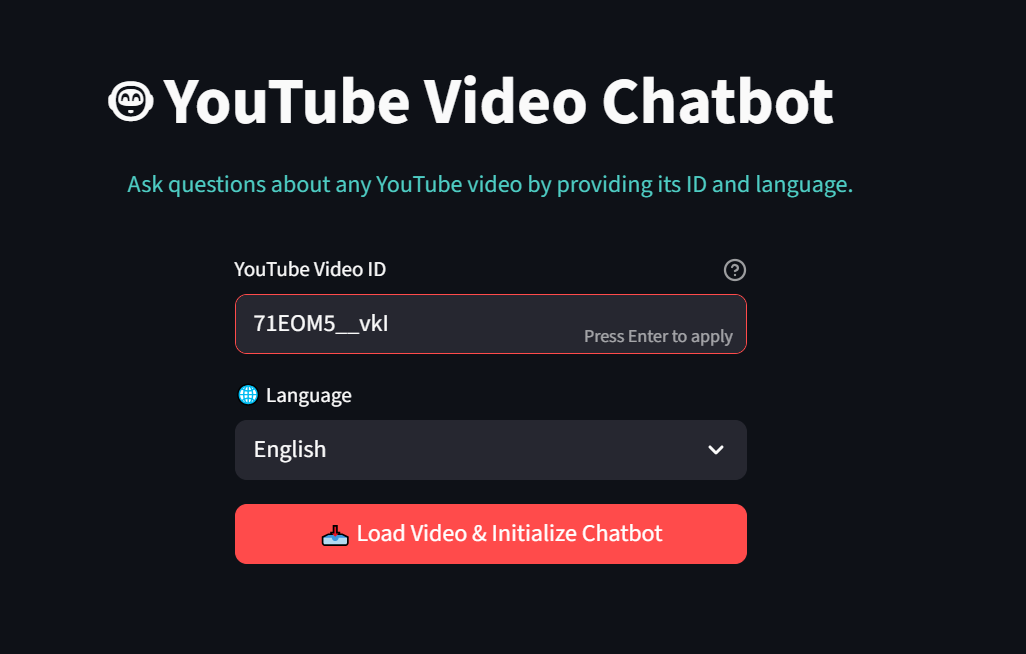 YouTube Video Chatbot
Ask questions about any YouTube video by providing its ID and language.
YouTube Video ID
?
71EOM5__vkI
Press Enter to apply
Language
English
Load Video & Initialize Chatbot